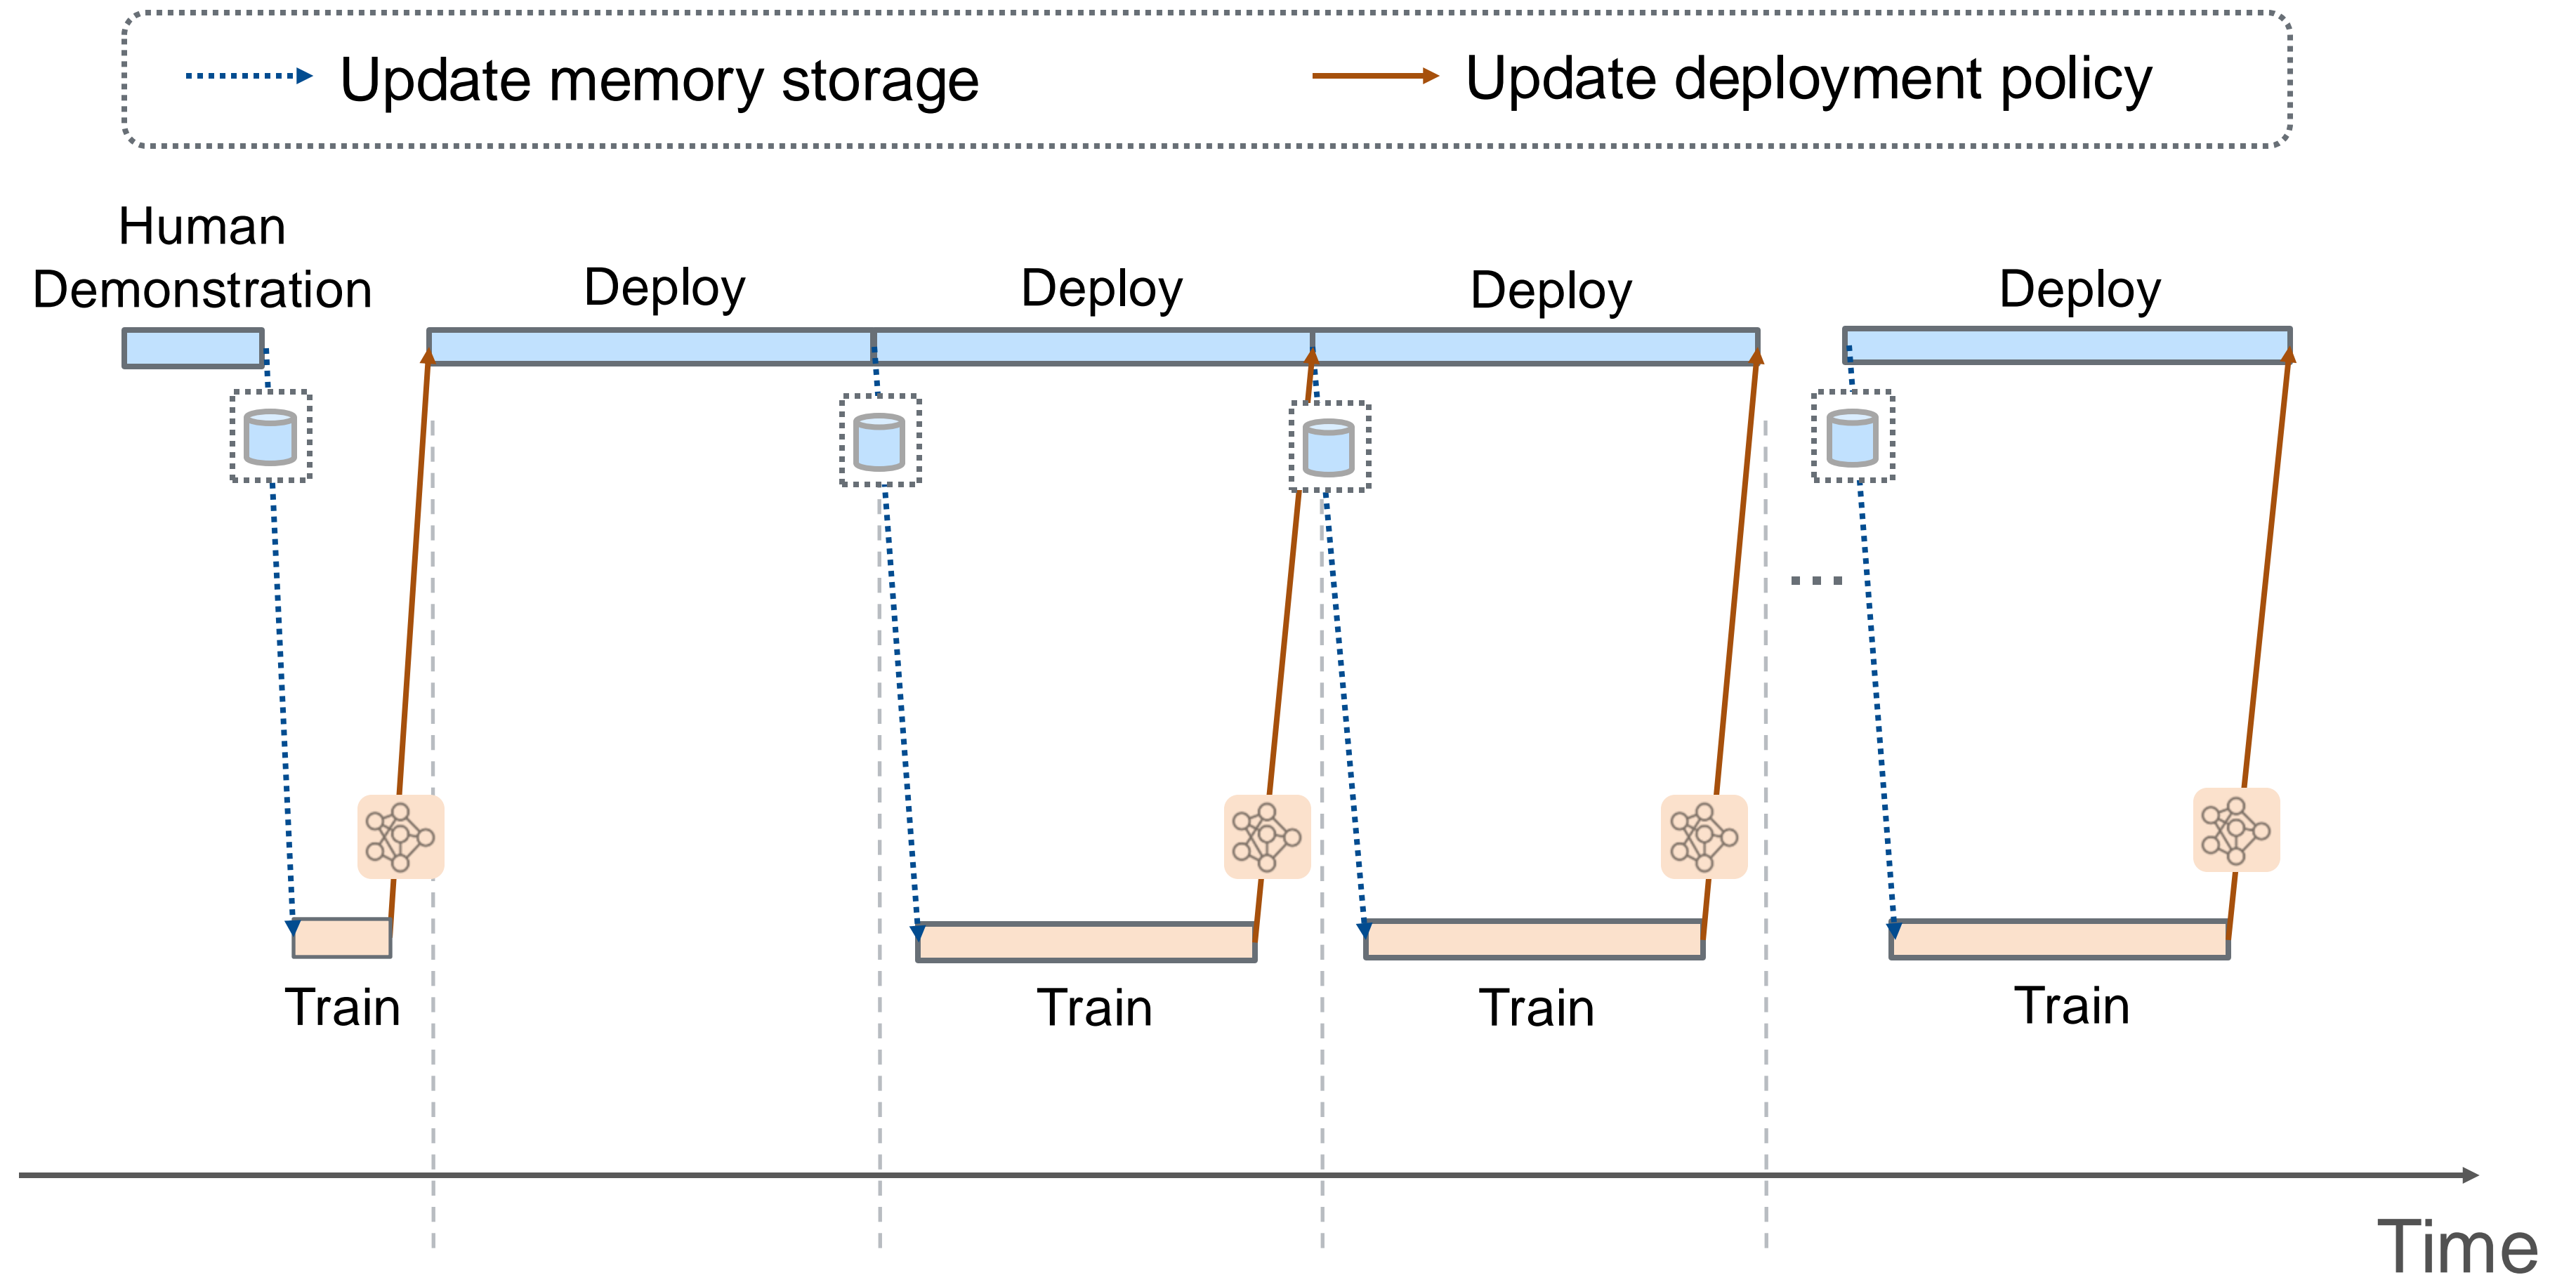 Update memory storage
Update deployment policy
Human
Demonstration
Deploy
Deploy
Deploy
Deploy
...
Train
Train
Train
Train
Time